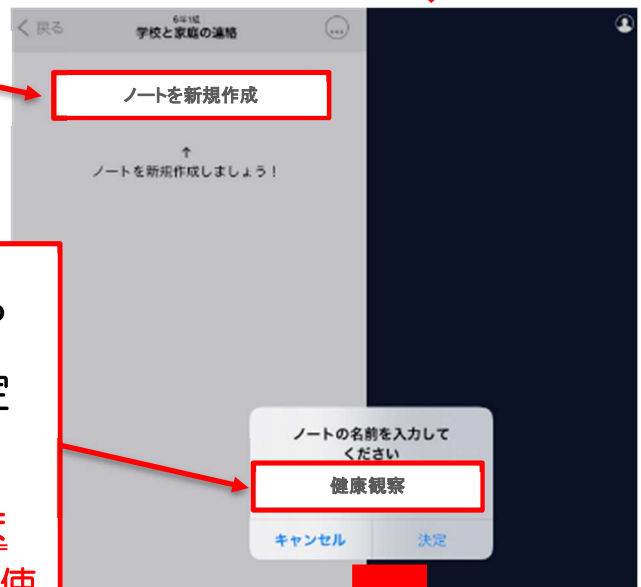 戻る
6年1組
学校と家庭の連絡
ノートを新規作成
↑
ノートを新規作成しましょう！
ノートの名前を入力して
ください
健康観察
キャンセル
決定
使